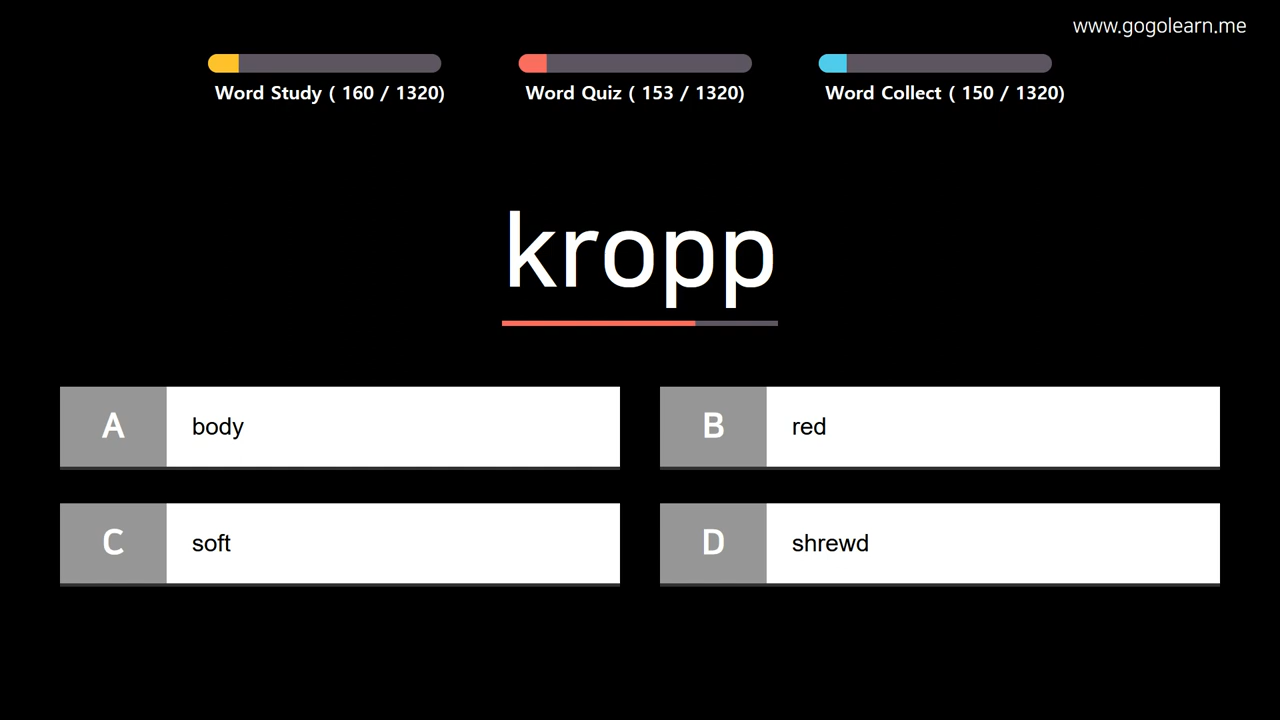 www.gogolearn.me
Word Study ( 160 / 1320)
Word Quiz ( 153 / 1320)
Word Collect ( 150 / 1320)
kropp
A
body
B
red
C
soft
D
shrewd